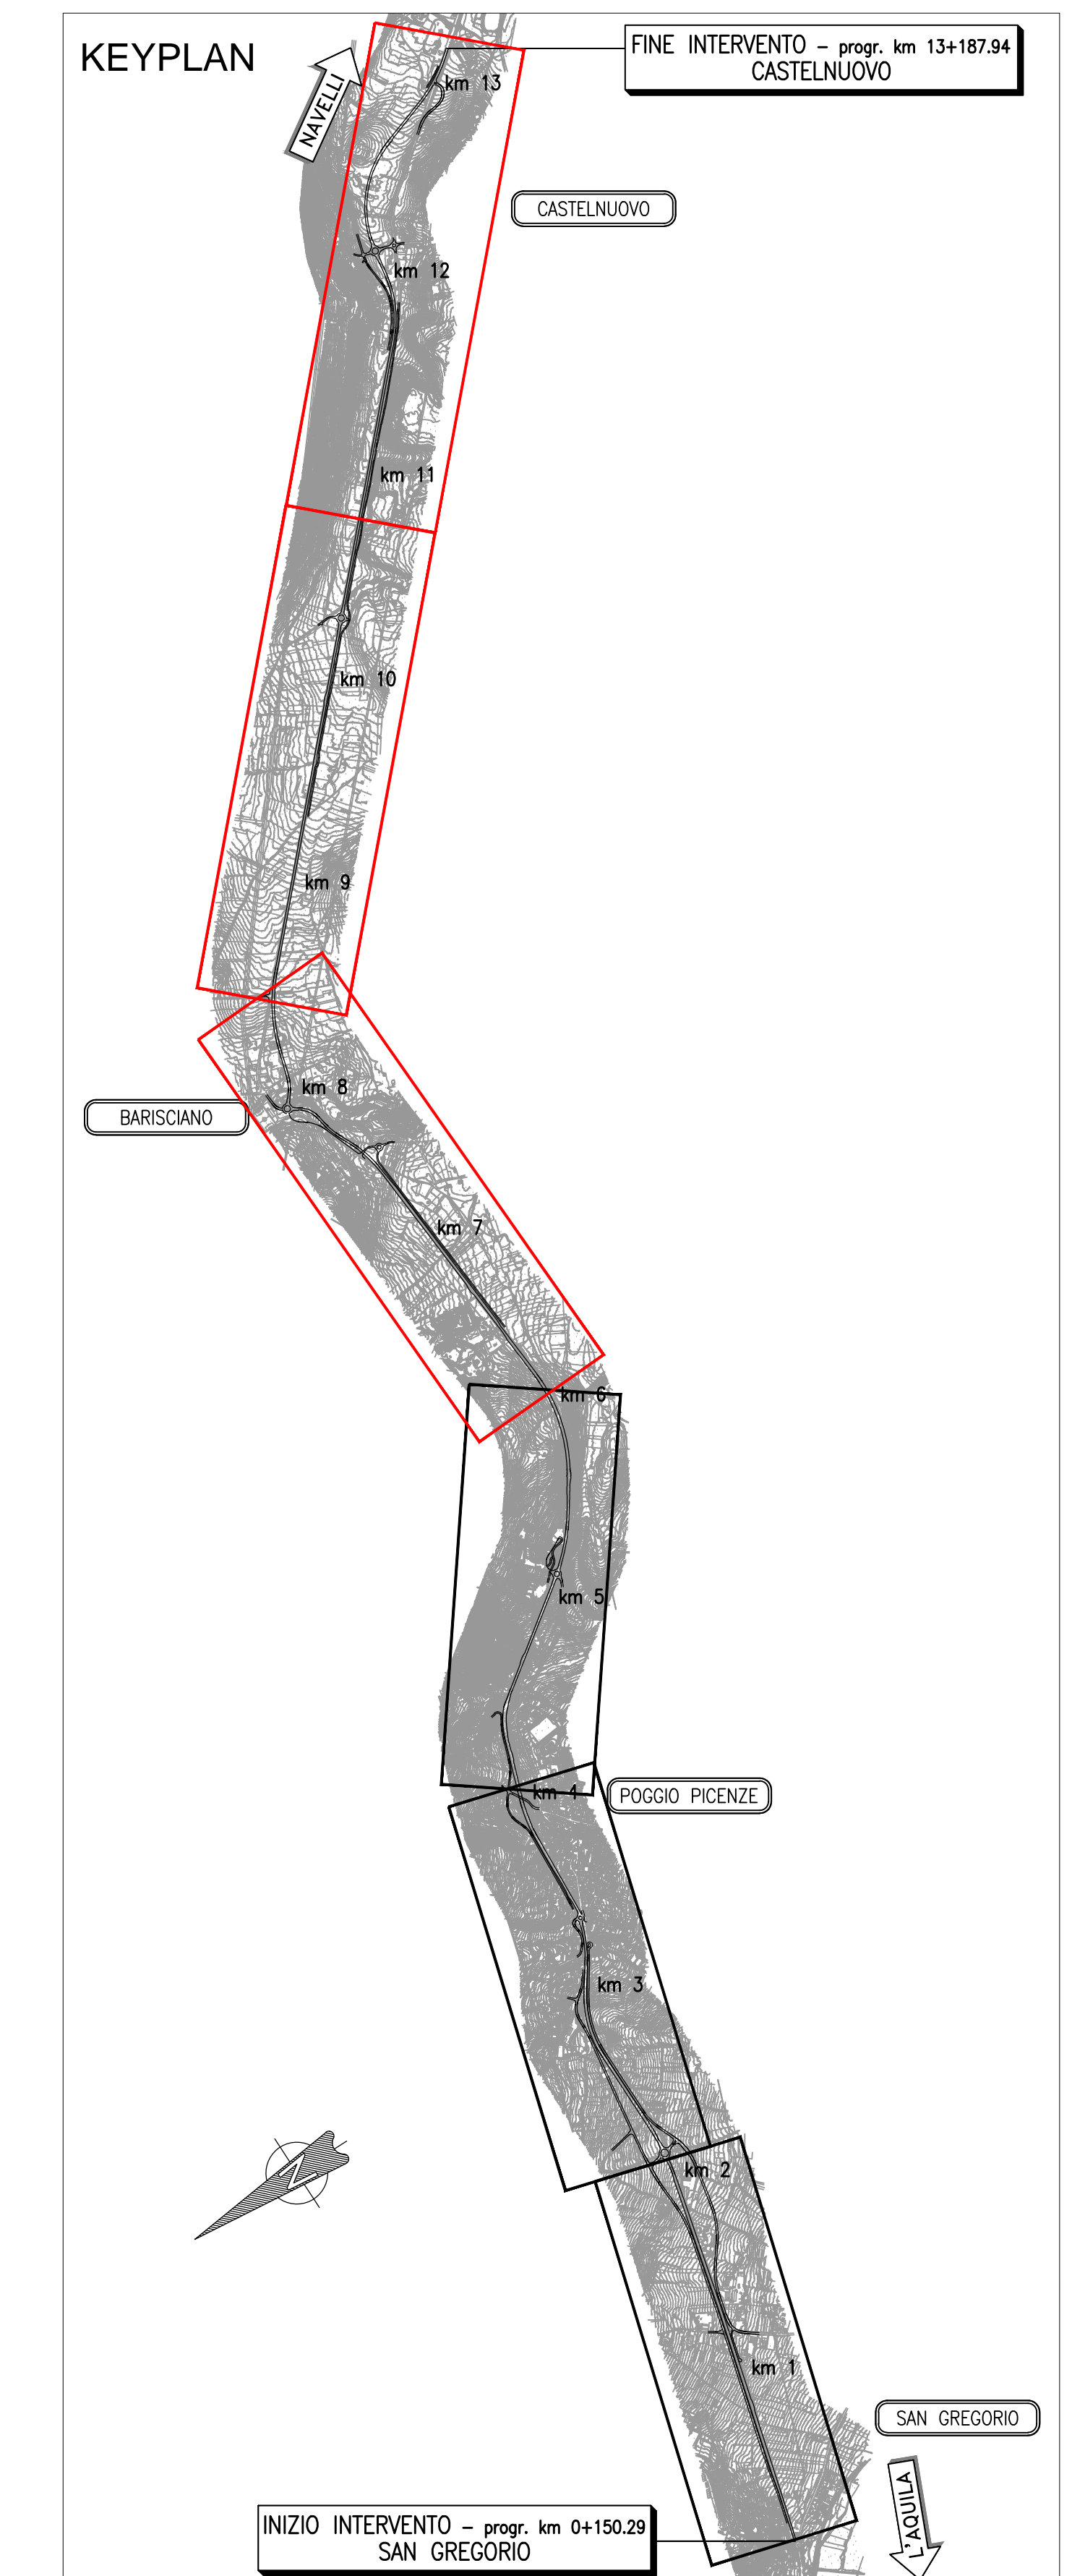 KEYPLAN
FINE INTERVENTO – progr. km 13+187.94
CASTELNUOVO
NAVELLI
km 13
CASTELNUOVO
km 12
km 11
km 10
km 9
km 8
BARISCIANO
km 7
km 6
km 5
km 4
POGGIO PICENZE
km 3
N
km 2
km 1
SAN GREGORIO
L'AQUILA
INIZIO INTERVENTO – progr. km 0+150.29
SAN GREGORIO